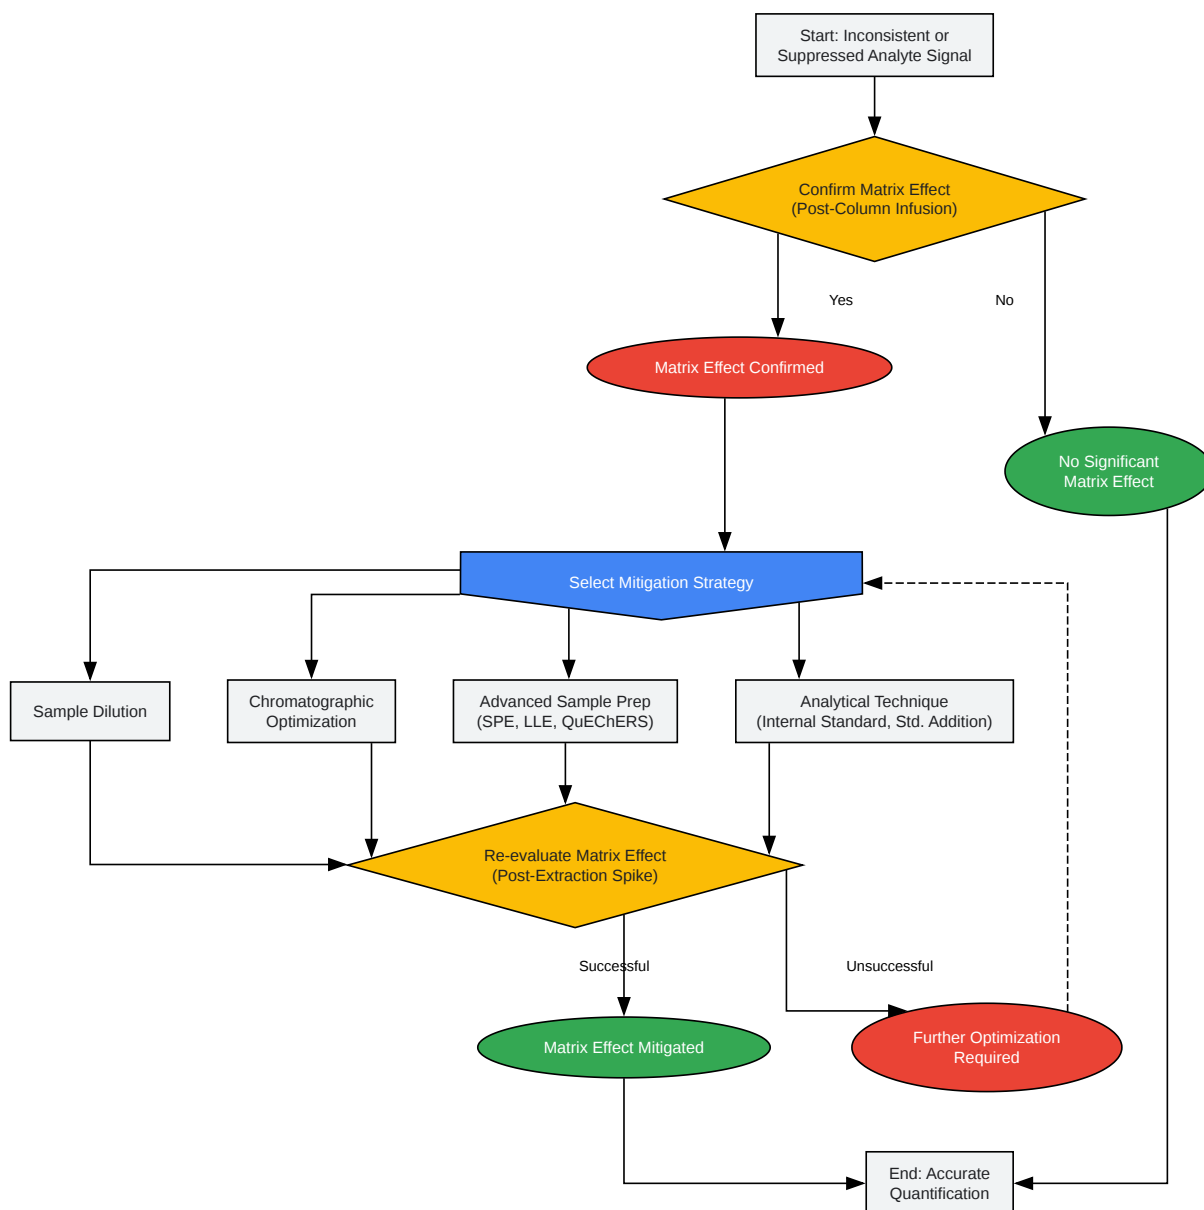 Start: Inconsistent or
Suppressed Analyte Signal
Confirm Matrix Effect
(Post-Column Infusion)
Yes
No
Matrix Effect Confirmed
No Significant
Matrix Effect
Select Mitigation Strategy
Sample Dilution
Chromatographic
Optimization
Advanced Sample Prep
(SPE, LLE, QuEChERS)
Analytical Technique
(Internal Standard, Std. Addition)
Re-evaluate Matrix Effect
(Post-Extraction Spike)
Successful
Unsuccessful
Matrix Effect Mitigated
Further Optimization
Required
End: Accurate
Quantification